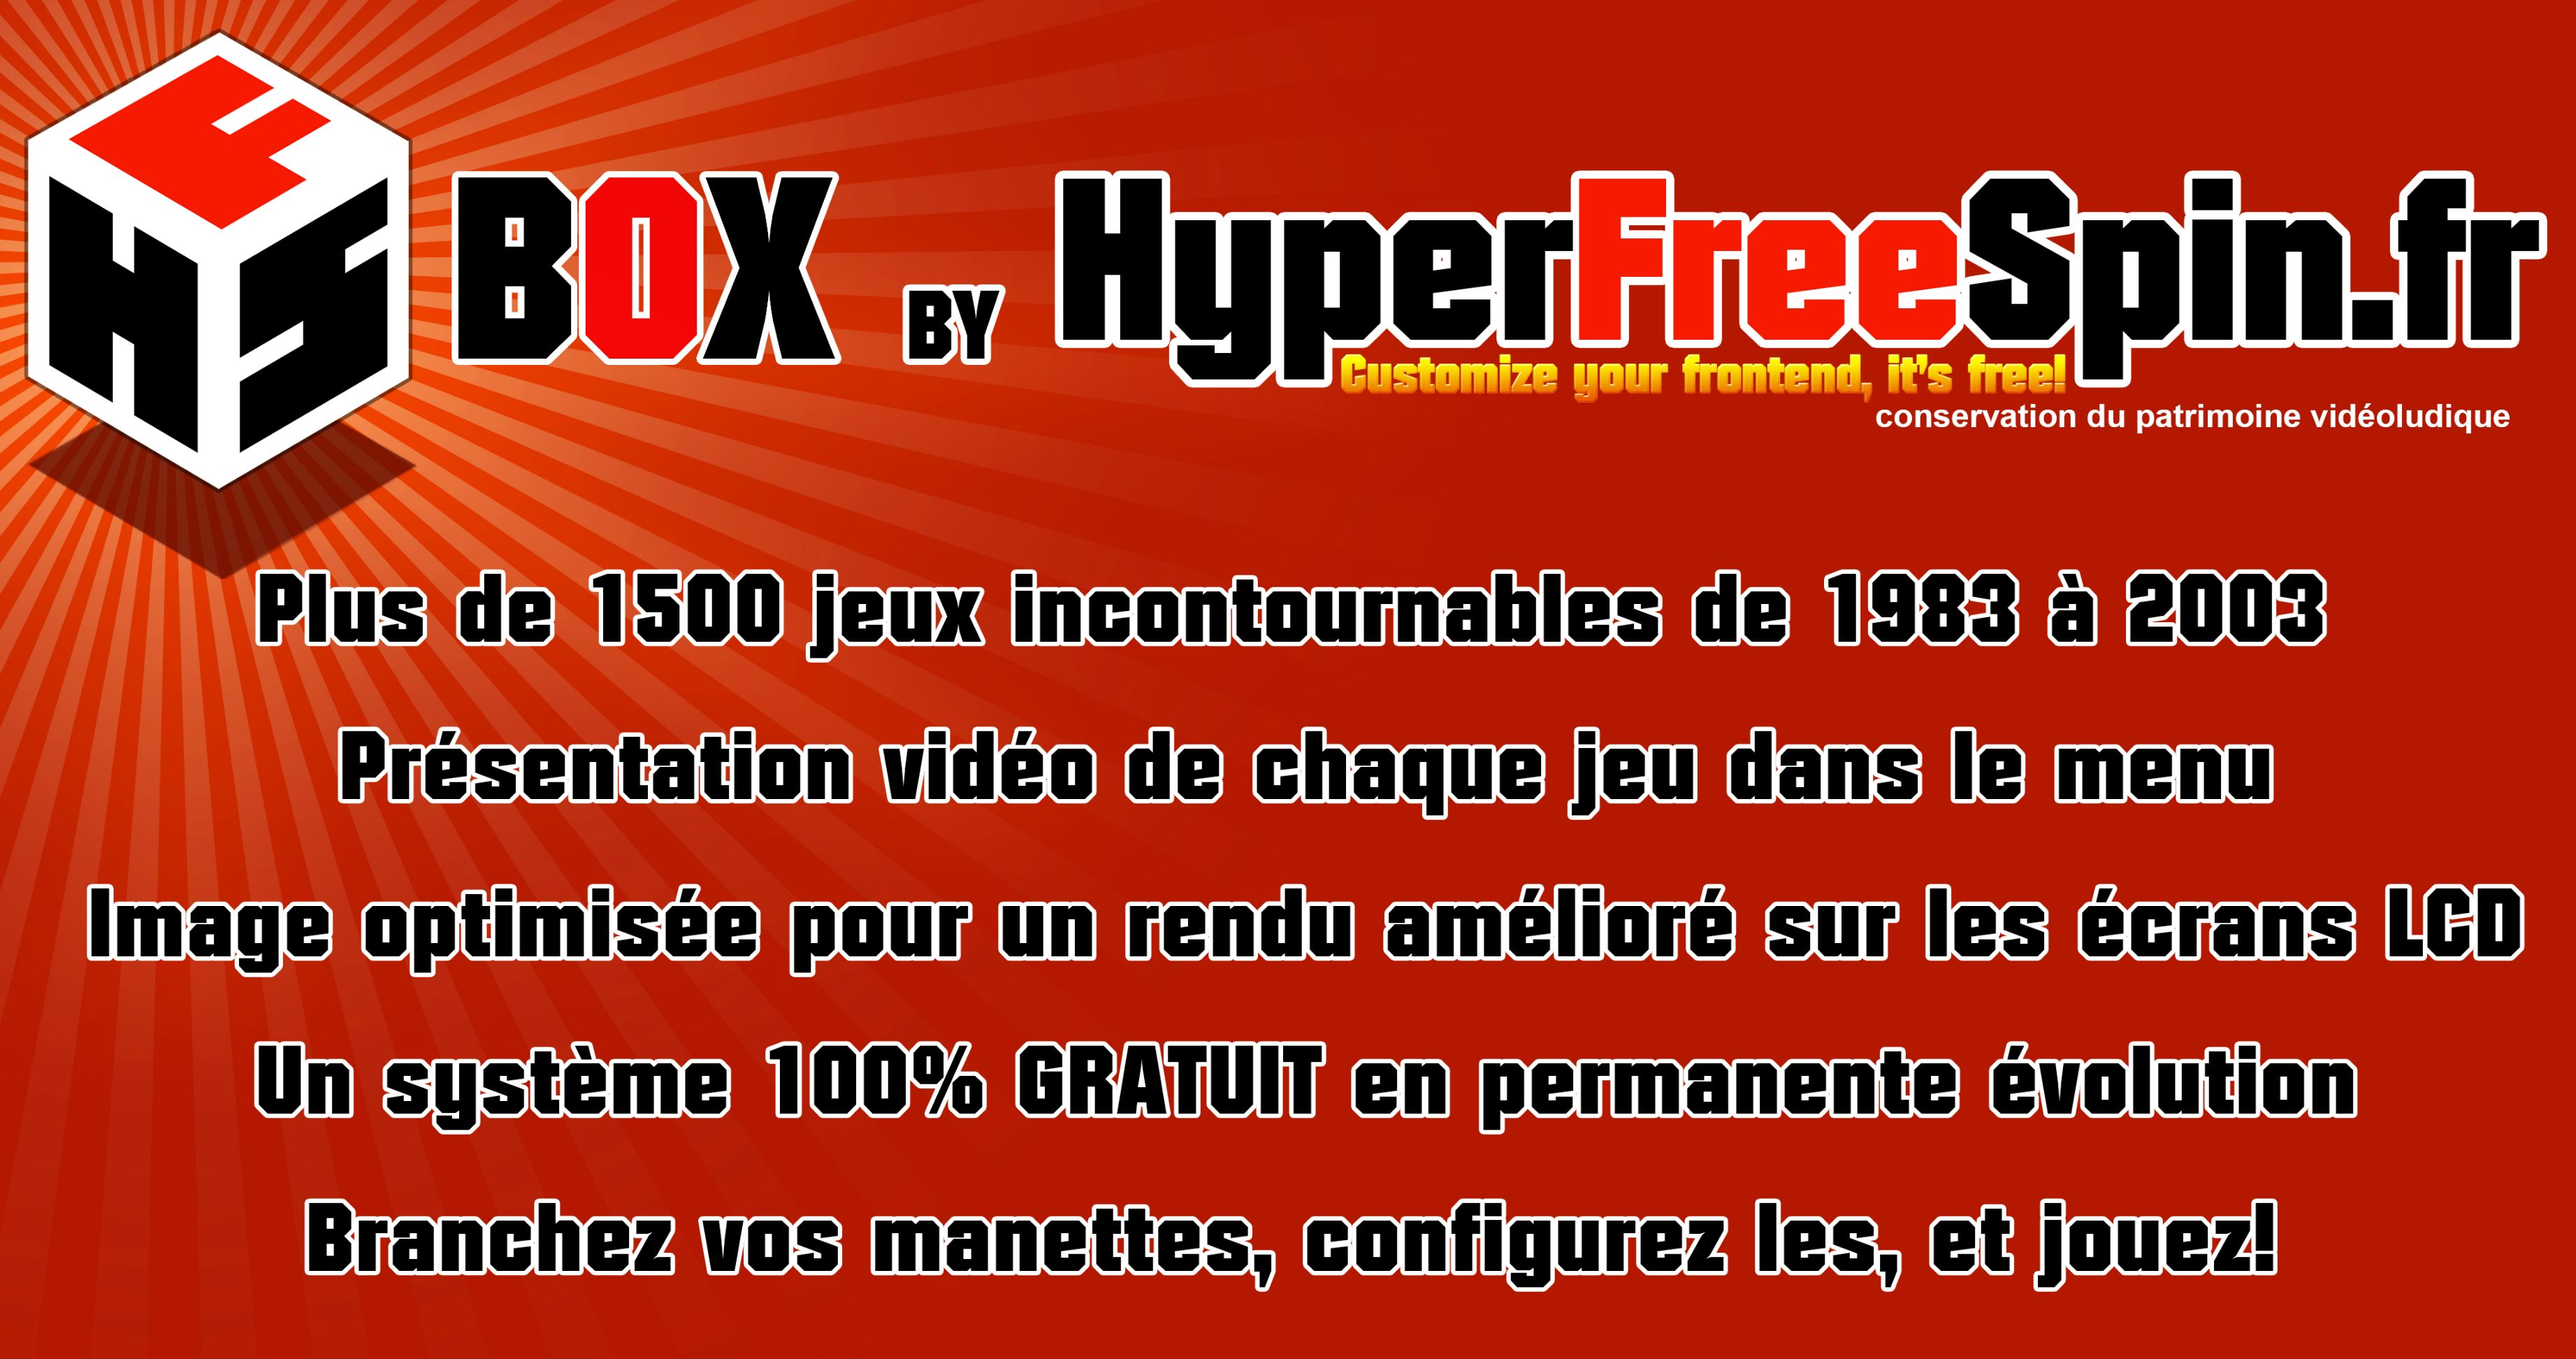 HFS BOX BY HyperFreeSpin.fr
Customize your frontend, it's free!
conservation du patrimoine vidéoludique
Plus de 1500 jeux incontournables de 1983 à 2003
Présentation vidéo de chaque jeu dans le menu
Image optimisée pour un rendu amélioré sur les écrans LCD
Un système 100% GRATUIT en permanente évolution
Branchez vos manettes, configurez les, et jouez!